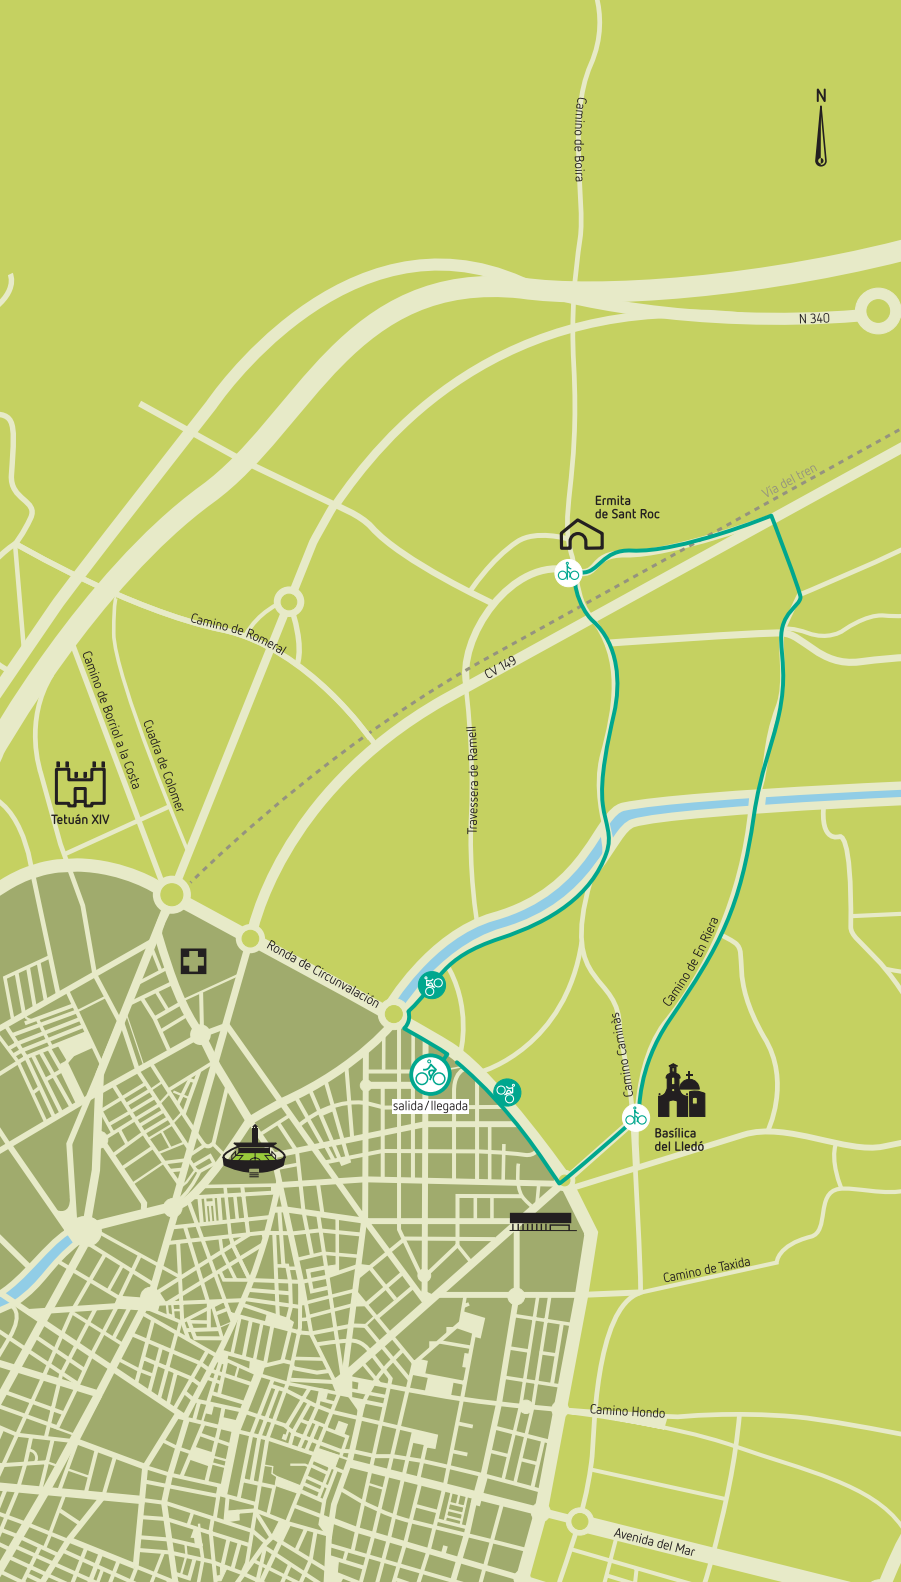 N
Camino de Boira
N 340
Vía del tren
Ermita
de Sant Roc
Camino de Romeral
CV 149
Camino de Borriol a la Costa
Cuadra de Colomer
Travessera de Ramell
Tetuán XIV
Ronda de Circunvalación
Camino de En Riera
Camino Caminàs
salida/llegada
Basílica
del Lledó
Camino de Taxida
Camino Hondo
Avenida del Mar